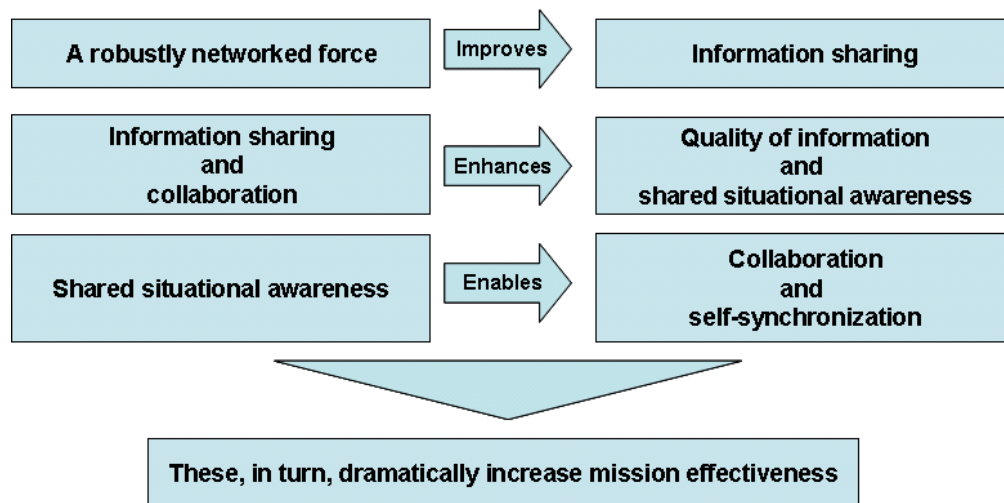 A robustly networked force
Improves
Information sharing
Information sharing
and
collaboration
Enhances
Quality of information
and
shared situational awareness
Shared situational awareness
Enables
Collaboration
and
self-synchronization
These, in turn, dramatically increase mission effectiveness